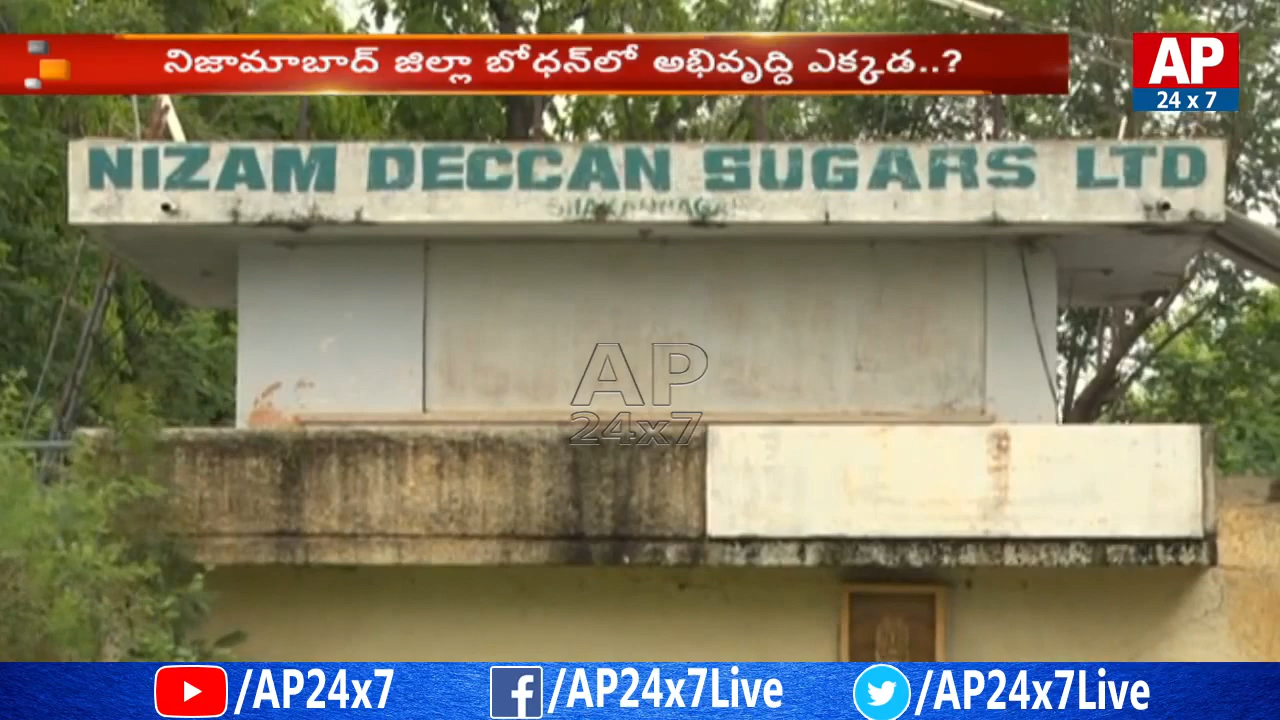 నిజామాబాద్ జిల్లా బోధన్‌లో అభివృద్ది ఎక్కడ..?
AP
24 x 7
NIZAM DECCAN SUGARS LTD
AP
24x7
/AP24x7
/AP24x7Live
/AP24x7Live